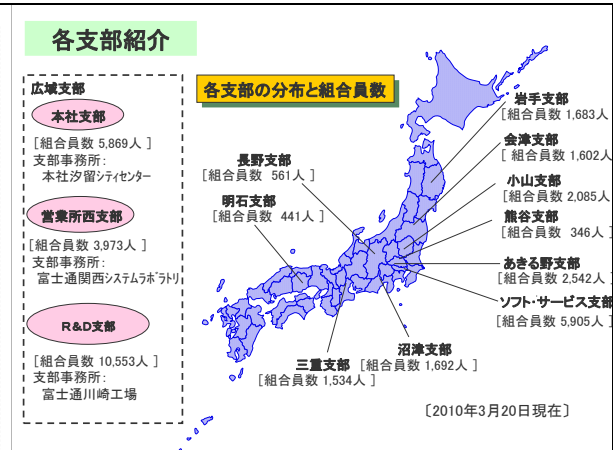 各支部紹介
広域支部
本社支部
[組合員数 5,869人 ]
支部事務所:
本社汐留シティセンター
営業所西支部
[組合員数 3,973人 ]
支部事務所:
富士通関西システムラボラトリ
R&D支部
[組合員数 10,553人 ]
支部事務所:
富士通川崎工場
各支部の分布と組合員数
岩手支部
[組合員数 1,683人 ]
会津支部
[ 組合員数 1,602人 ]
小山支部
[組合員数 2,085人 ]
熊谷支部
[組合員数 346人 ]
あきる野支部
[組合員数 2,542人 ]
ソフト・サービス支部
[組合員数 5,905人 ]
長野支部
[組合員数 561人 ]
明石支部
[組合員数 441人 ]
沼津支部
[組合員数 1,692人 ]
三重支部
[組合員数 1,534人 ]
〔2010年3月20日現在〕